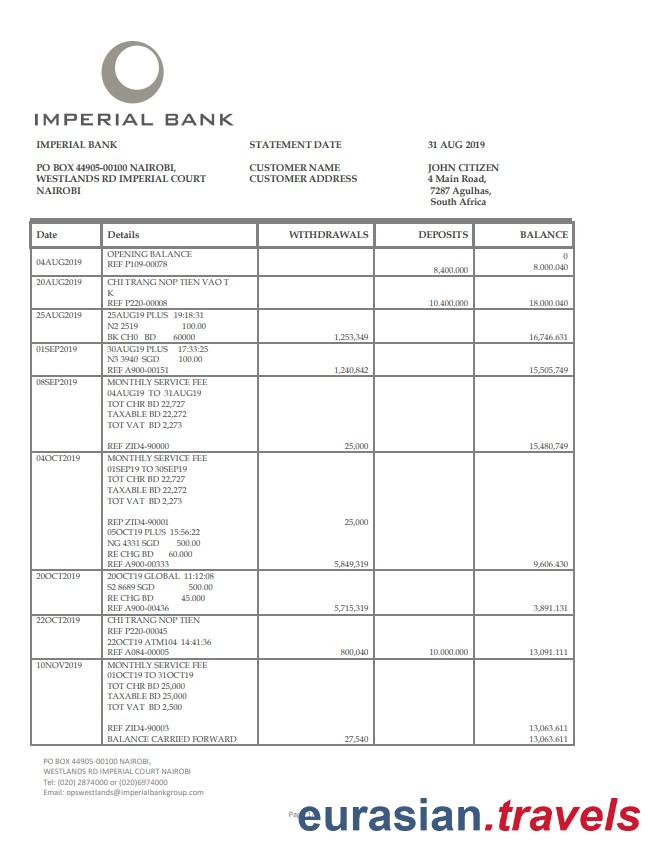 IMPERIAL BANK
IMPERIAL BANK STATEMENT DATE 31 AUG 2019
PO BOX 44905-00100 NAIROBI, CUSTOMER NAME JOHN CITIZEN
WESTLANDS RD IMPERIAL COURT CUSTOMER ADDRESS 4 Main Road,
NAIROBI 7287 Agulhas,
South Africa
Date Details WITHDRAWALS DEPOSITS BALANCE
04AUG2019 OPENING BALANCE 0
REF P109-00078 8,400.000 8.000.040
20AUG2019 CHI TRANG NOP TIEN VAO T
K
REF P220-00008 10.400.000 18.000.040
25AUG2019 25AUG19 PLUS 19:18:31
N2 2519 100.00
BK CH0 BD 60000 1,253,349 16,746.631
01SEP2019 30AUG19 PLUS 17:33:25
N3 3940 SGD 100.00
REF A900-00151 1,240,842 15,505,749
08SEP2019 MONTHLY SERVICE FEE
04AUG19 TO 31AUG19
TOT CHR BD 22,727
TAXABLE BD 22,272
TOT VAT BD 2,273
REF ZID4-90000 25,000 15,480,749
04OCT2019 MONTHLY SERVICE FEE
01SEP19 TO 30SEP19
TOT CHR BD 22,727
TAXABLE BD 22,272
TOT VAT BD 2,273
REP ZID4-90001 25,000
05OCT19 PLUS 15:56:22
NG 4331 SGD 500.00
RE CHG BD 60.000
REF A900-00333 5,849,319 9,606.430
20OCT2019 20OCT19 GLOBAL 11:12:08
S2 8689 SGD 500.00
RE CHG BD 45.000
REF A900-00436 5,715,319 3,891.131
22OCT2019 CHI TRANG NOP TIEN
REF P220-00045
22OCT19 ATM104 14:41:36
REF A084-00005 800,040 10.000.000 13,091.111
10NOV2019 MONTHLY SERVICE FEE
01OCT19 TO 31OCT19
TOT CHR BD 25,000
TAXABLE BD 25,000
TOT VAT BD 2,500
REF ZID4-90003 13,063.611
BALANCE CARRIED FORWARD 27,540 13,063.611
PO BOX 44905-00100 NAIROBI,
WESTLANDS RD IMPERIAL COURT NAIROBI
Tel: (020) 2874000 or (020)6974000
Email: opswestlands@imperialbankgroup.com
eurasian.travels